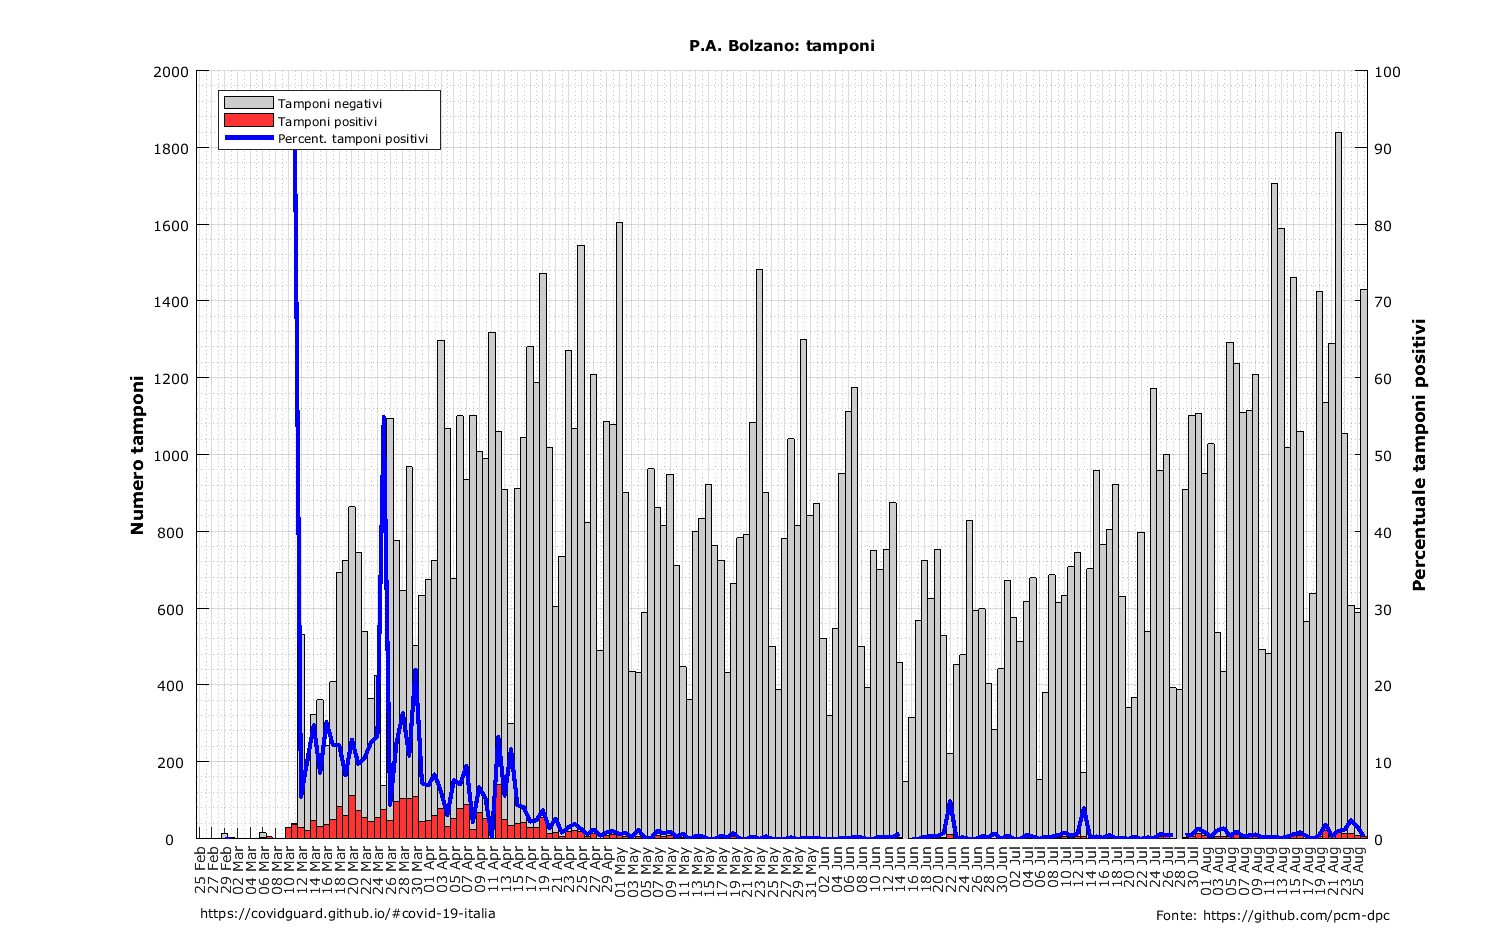 P.A. Bolzano: tamponi
2000
1800
1600
1400
1200
1000
800
600
400
200
0
100
90
80
70
60
50
40
30
20
10
0
Numero tamponi
Percentuale tamponi positivi
Tamponi negativi
Tamponi positivi
Percent. tamponi positivi
25 Feb
27 Feb
29 Feb
02 Mar
04 Mar
06 Mar
08 Mar
10 Mar
12 Mar
14 Mar
16 Mar
18 Mar
20 Mar
22 Mar
24 Mar
26 Mar
28 Mar
30 Mar
01 Apr
03 Apr
05 Apr
07 Apr
09 Apr
11 Apr
13 Apr
15 Apr
17 Apr
19 Apr
21 Apr
23 Apr
25 Apr
27 Apr
29 Apr
01 May
03 May
05 May
07 May
09 May
11 May
13 May
15 May
17 May
19 May
21 May
23 May
25 May
27 May
29 May
31 May
02 Jun
04 Jun
06 Jun
08 Jun
10 Jun
12 Jun
14 Jun
16 Jun
18 Jun
20 Jun
22 Jun
24 Jun
26 Jun
28 Jun
30 Jun
02 Jul
04 Jul
06 Jul
08 Jul
10 Jul
12 Jul
14 Jul
16 Jul
18 Jul
20 Jul
22 Jul
24 Jul
26 Jul
28 Jul
30 Jul
01 Aug
03 Aug
05 Aug
07 Aug
09 Aug
11 Aug
13 Aug
15 Aug
17 Aug
19 Aug
21 Aug
23 Aug
25 Aug
https://covidguard.github.io/#covid-19-italia
Fonte: https://github.com/pcm-dpc